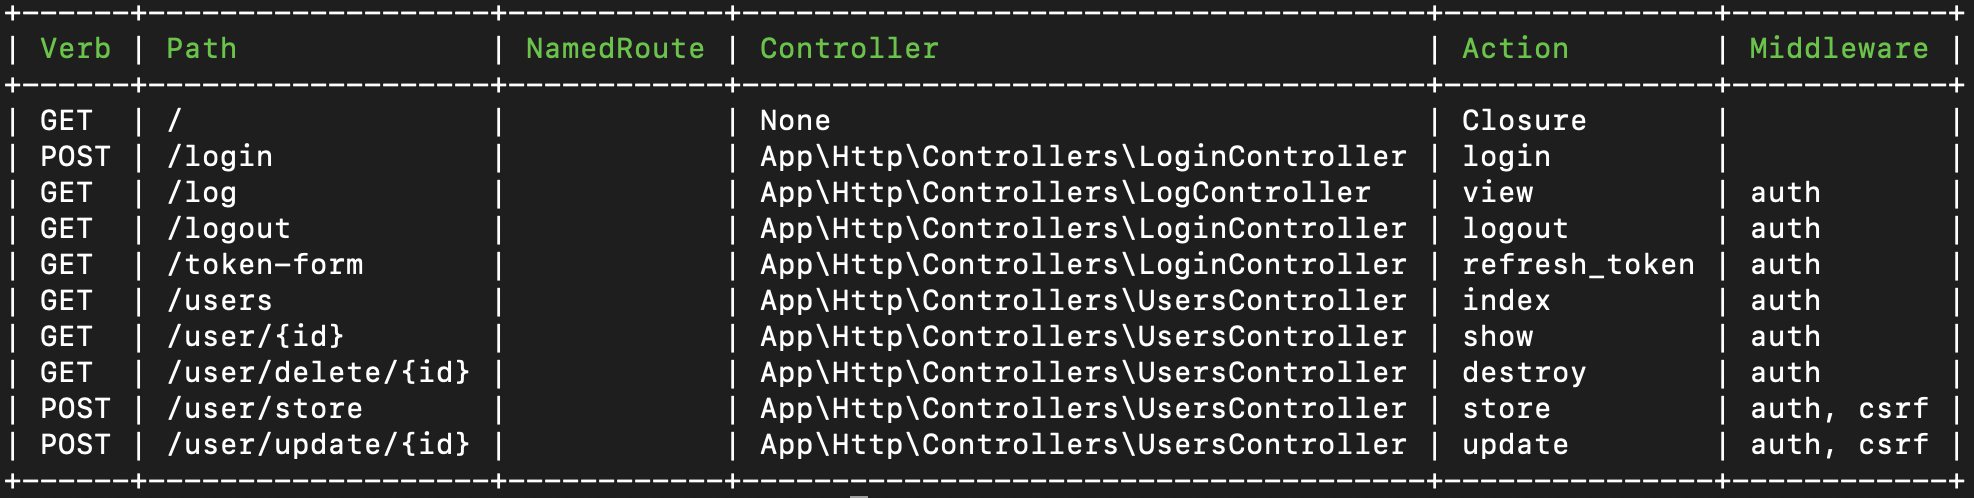 +------+-------------------+------------+---------------------------------------+---------------+------------+
| Verb | Path              | NamedRoute | Controller                            | Action        | Middleware |
+------+-------------------+------------+---------------------------------------+---------------+------------+
| GET  | /                 |            | None                                  | Closure       |            |
| POST | /login            |            | App\Http\Controllers\LoginController | login         |            |
| GET  | /log              |            | App\Http\Controllers\LogController   | view          | auth       |
| GET  | /logout           |            | App\Http\Controllers\LoginController | logout        | auth       |
| GET  | /token-form       |            | App\Http\Controllers\LoginController | refresh_token | auth       |
| GET  | /users            |            | App\Http\Controllers\UsersController | index         | auth       |
| GET  | /user/{id}        |            | App\Http\Controllers\UsersController | show          | auth       |
| GET  | /user/delete/{id} |            | App\Http\Controllers\UsersController | destroy       | auth       |
| POST | /user/store       |            | App\Http\Controllers\UsersController | store         | auth, csrf |
| POST | /user/update/{id} |            | App\Http\Controllers\UsersController | update        | auth, csrf |
+------+-------------------+------------+---------------------------------------+---------------+------------+